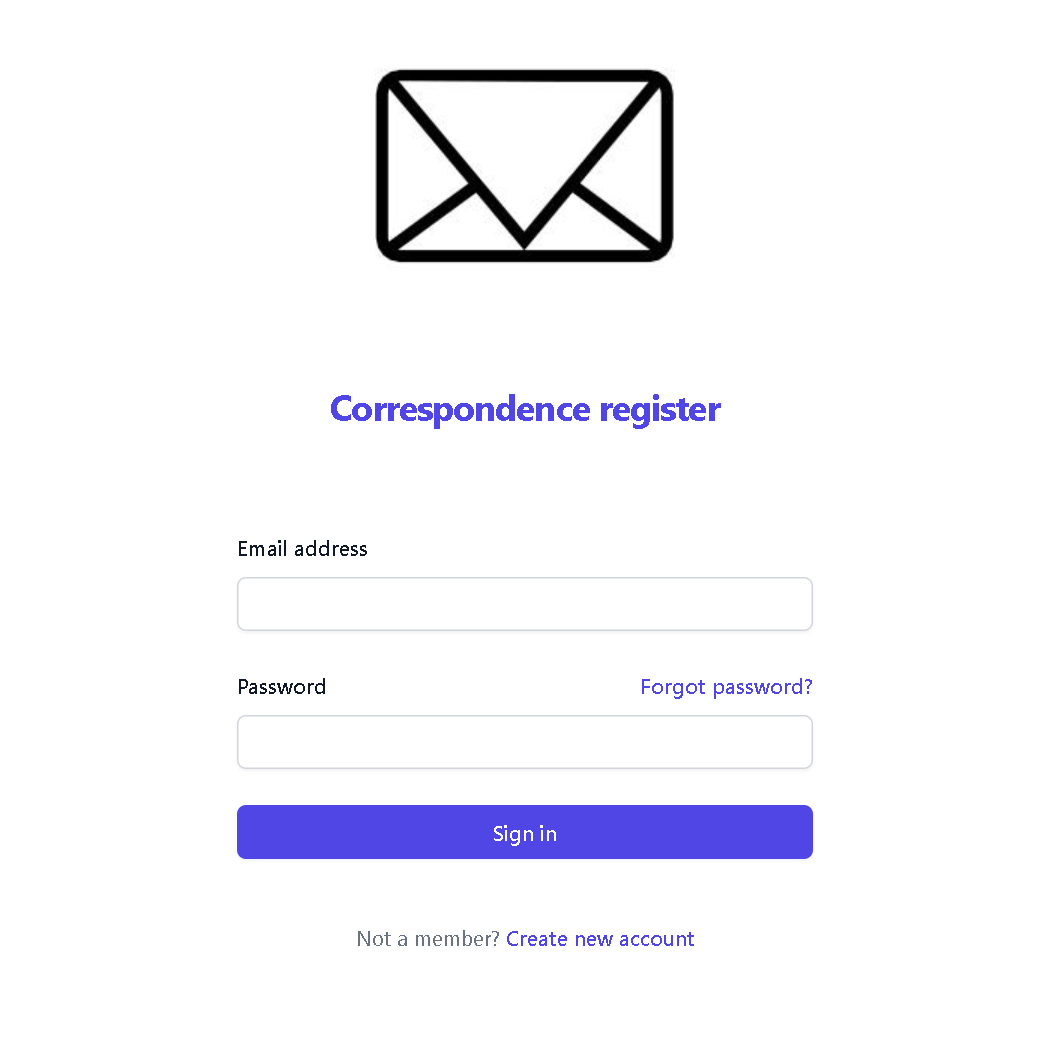 Correspondence register
Email address
Password
Forgot password?
Sign in
Not a member? Create new account